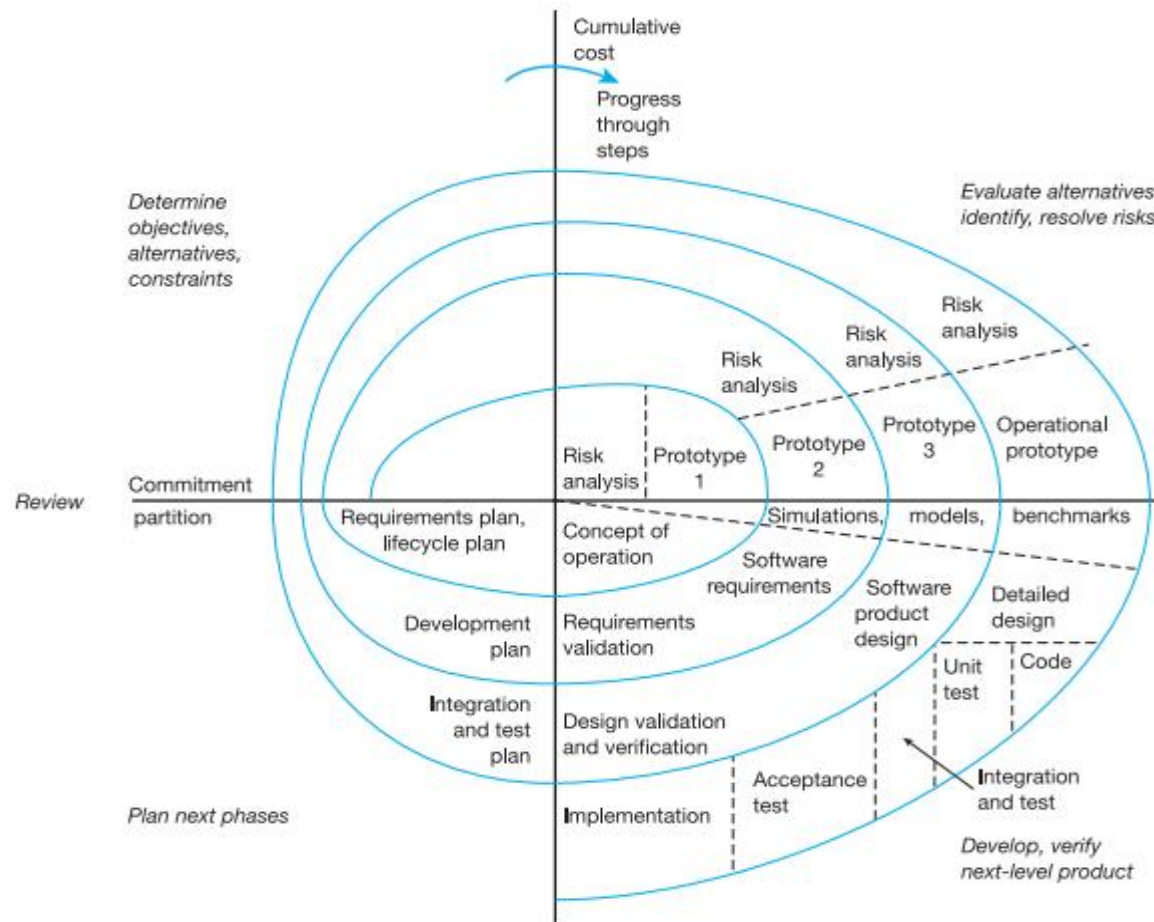 Cumulative
cost
Progress
through
steps
Determine
objectives,
alternatives,
constraints
Evaluate alternatives
identify, resolve risks
Risk
analysis
Risk
analysis
Risk
analysis
Risk
analysis
Prototype
1
Prototype
2
Prototype
3
Operational
prototype
Review
Commitment
partition
Requirements plan,
lifecycle plan
Concept of
operation
Simulations, models, benchmarks
Software
requirements
Software
product
design
Detailed
design
Development
plan
Requirements
validation
Unit
test
Code
Integration
and test
plan
Design validation
and verification
Acceptance
test
Integration
and test
Implementation
Plan next phases
Develop, verify
next-level product